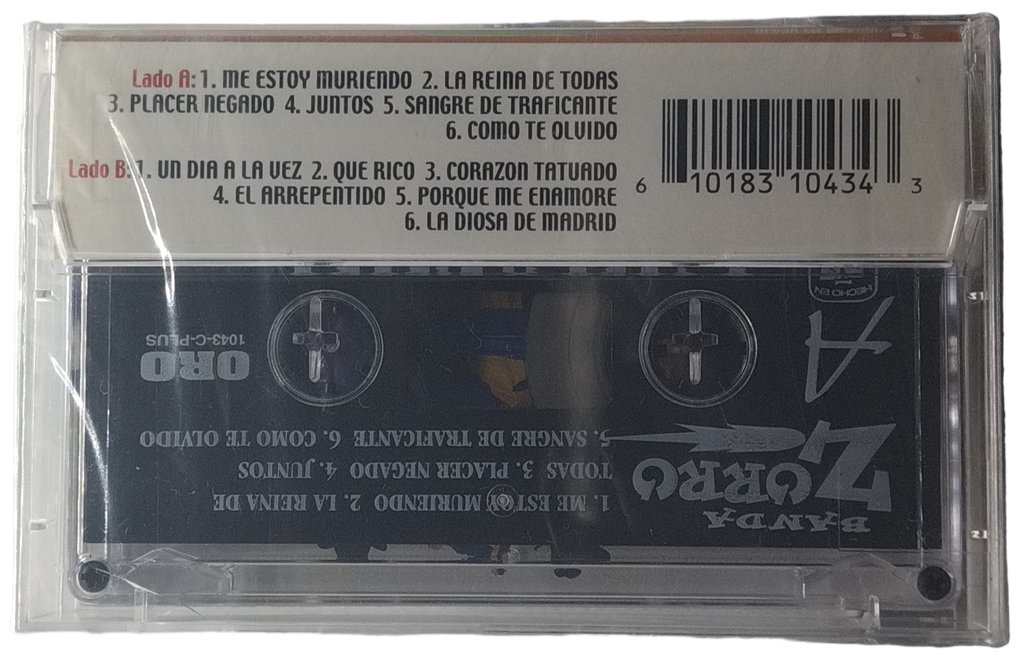 Lado A: 1. ME ESTOY MURIENDO 2. LA REINA DE TODAS
3. PLACER NEGADO 4. JUNTOS 5. SANGRE DE TRAFICANTE
6. COMO TE OLVIDO
Lado B: 1. UN DIA A LA VEZ 2. QUE RICO 3. CORAZON TATUADO
4. EL ARREPENTIDO 5. PORQUE ME ENAMORE
6. LA DIOSA DE MADRID
6 10183 10434 3
BANDA
ZORRO
1. ME ESTOY MURIENDO 2. LA REINA DE
TODAS 3. PLACER NEGADO 4. JUNTOS
5. SANGRE DE TRAFICANTE 6. COMO TE OLVIDO
A
ORO
1043-C-PLUS
HECHO EN